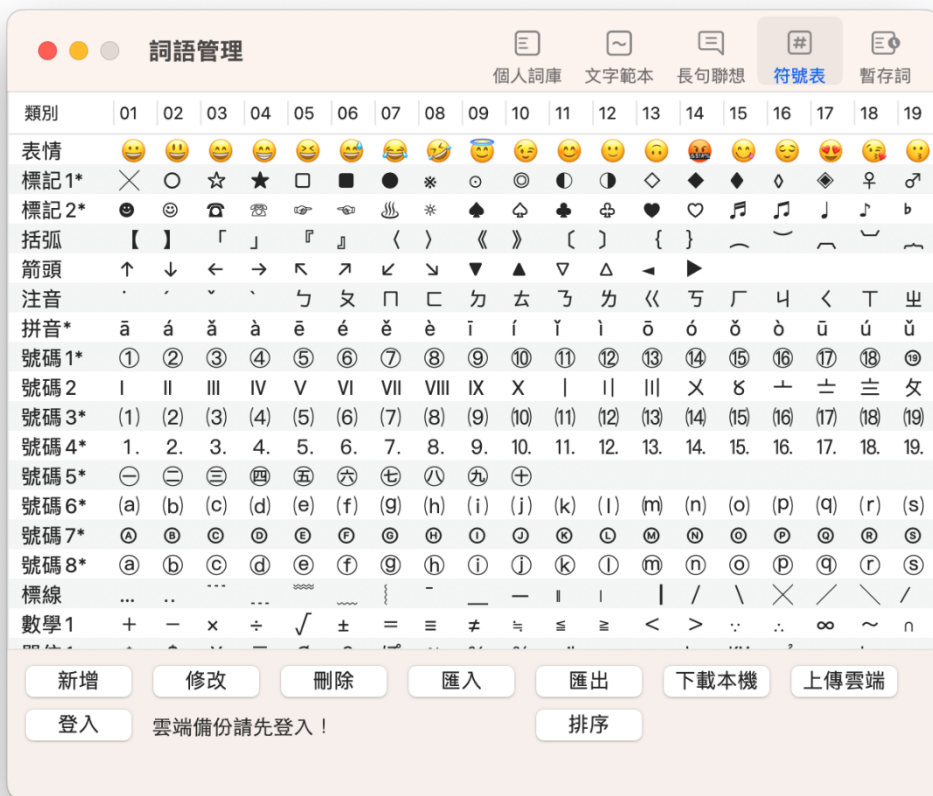 詞語管理
個人詞庫 文字範本 長句聯想 符號表 暫存詞
類別 01 02 03 04 05 06 07 08 09 10 11 12 13 14 15 16 17 18 19
表情 😀 😃 😄 😁 😆 😅 😂 🤣 😇 😉 😊 🙂 🙃 🤬 😋 😌 😍 😘 😗
標記1* ╳ ○ ☆ ★ □ ■ ● ※ ⊙ ◎ ◐ ◑ ◇ ◆ ♦ ◊ ◈ ♀ ♂
標記2* ☻ ☺ ☎ ☏ ☞ ☜ ♨ ☼ ♠ ♤ ♣ ♧ ♥ ♡ ♬ ♫ ♩ ♪ ♭
括弧 【 】 「 」 『 』 〈 〉 《 》 〔 〕 { } ︵ ︶ ︹ ︺ ︷
箭頭 ↑ ↓ ← → ↖ ↗ ↙ ↘ ▼ ▲ ▽ △ ◄ ▶
注音 ˙ ˊ ˇ ˋ ㄅ ㄆ ㄇ ㄈ ㄉ ㄊ ㄋ ㄌ ㄍ ㄎ ㄏ ㄐ ㄑ ㄒ ㄓ
拼音* ā á ǎ à ē é ě è ī í ǐ ì ō ó ǒ ò ū ú ǔ
號碼1* ① ② ③ ④ ⑤ ⑥ ⑦ ⑧ ⑨ ⑩ ⑪ ⑫ ⑬ ⑭ ⑮ ⑯ ⑰ ⑱ ⑲
號碼2 Ⅰ Ⅱ Ⅲ Ⅳ Ⅴ Ⅵ Ⅶ Ⅷ Ⅸ Ⅹ 〡 〢 〣 〤 〥 〦 〧 〨 〩
號碼3* ⑴ ⑵ ⑶ ⑷ ⑸ ⑹ ⑺ ⑻ ⑼ ⑽ ⑾ ⑿ ⒀ ⒁ ⒂ ⒃ ⒄ ⒅ ⒆
號碼4* 1. 2. 3. 4. 5. 6. 7. 8. 9. 10. 11. 12. 13. 14. 15. 16. 17. 18. 19.
號碼5* ㊀ ㊁ ㊂ ㊃ ㊄ ㊅ ㊆ ㊇ ㊈ ㊉
號碼6* ⒜ ⒝ ⒞ ⒟ ⒠ ⒡ ⒢ ⒣ ⒤ ⒥ ⒦ ⒧ ⒨ ⒩ ⒪ ⒫ ⒬ ⒭ ⒮
號碼7* Ⓐ Ⓑ Ⓒ Ⓓ Ⓔ Ⓕ Ⓖ Ⓗ Ⓘ Ⓙ Ⓚ Ⓛ Ⓜ Ⓝ Ⓞ Ⓟ Ⓠ Ⓡ Ⓢ
號碼8* ⓐ ⓑ ⓒ ⓓ ⓔ ⓕ ⓖ ⓗ ⓘ ⓙ ⓚ ⓛ ⓜ ⓝ ⓞ ⓟ ⓠ ⓡ ⓢ
標線 … ‥ ﹉ ﹍ ﹋ ﹏ ︴ ˉ ＿ — ‖ ︱ ▏ / \ ╳ ╱ ╲ ∕
數學1 + − × ÷ √ ± = ≡ ≠ ≒ ≦ ≧ < > ∵ ∴ ∞ ～ ∩
新增 修改 刪除 匯入 匯出 下載本機 上傳雲端
登入 雲端備份請先登入！ 排序